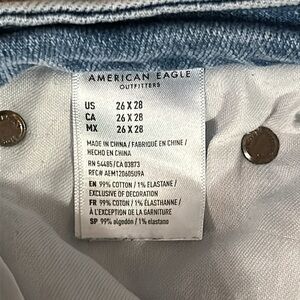 AMERICAN EAGLE
OUTFITTERS
US 26 X 28
CA 26 X 28
MX 26 X 28
MADE IN CHINA / FABRIQUÉ EN CHINE /
HECHO EN CHINA
RN 54485/CA 03873
RFC# AEM120605U9A
EN 99% COTTON / 1% ELASTANE /
EXCLUSIVE OF DECORATION
FR 99% COTON / 1% ÉLASTHANNE /
À L'EXCEPTION DE LA GARNITURE
SP 99% algodón / 1% elastano